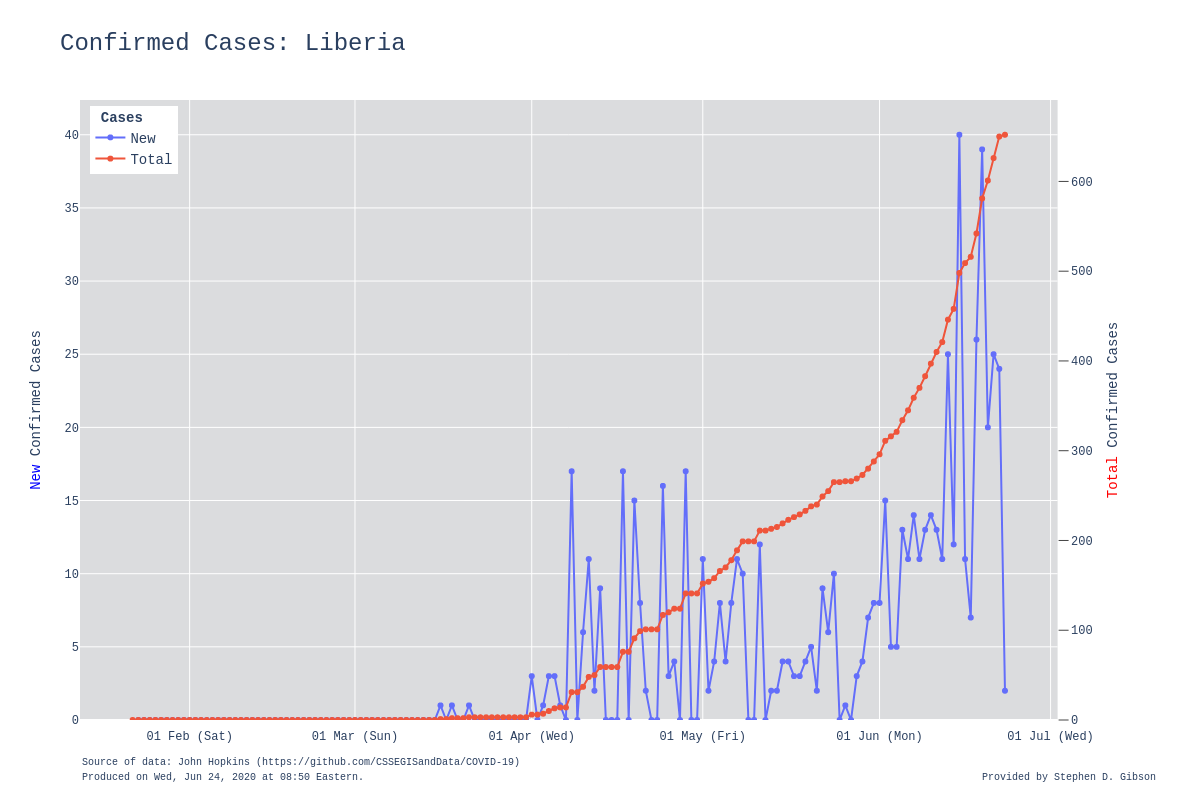 Confirmed Cases: Liberia
Cases
New
Total
40
35
30
25
20
15
10
5
0
600
500
400
300
200
100
0
New Confirmed Cases
Total Confirmed Cases
01 Feb (Sat)
01 Mar (Sun)
01 Apr (Wed)
01 May (Fri)
01 Jun (Mon)
01 Jul (Wed)
Source of data: John Hopkins (https://github.com/CSSEGISandData/COVID-19)
Produced on Wed, Jun 24, 2020 at 08:50 Eastern.
Provided by Stephen D. Gibson